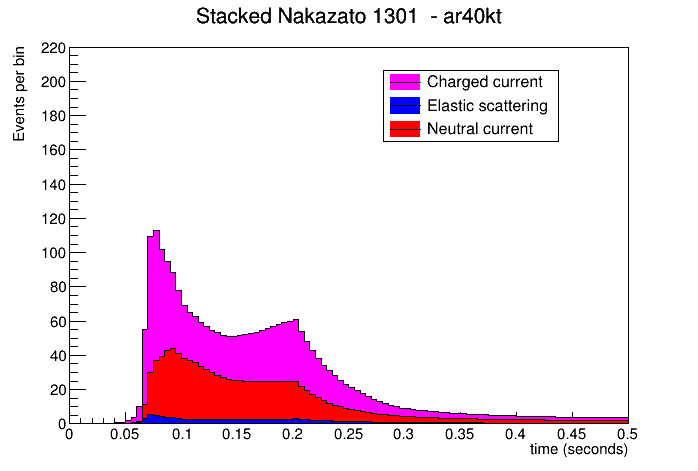 Stacked Nakazato 1301 - ar40kt
Events per bin
220
200
180
160
140
120
100
80
60
40
20
0
Charged current
Elastic scattering
Neutral current
0 0.05 0.1 0.15 0.2 0.25 0.3 0.35 0.4 0.45 0.5
time (seconds)